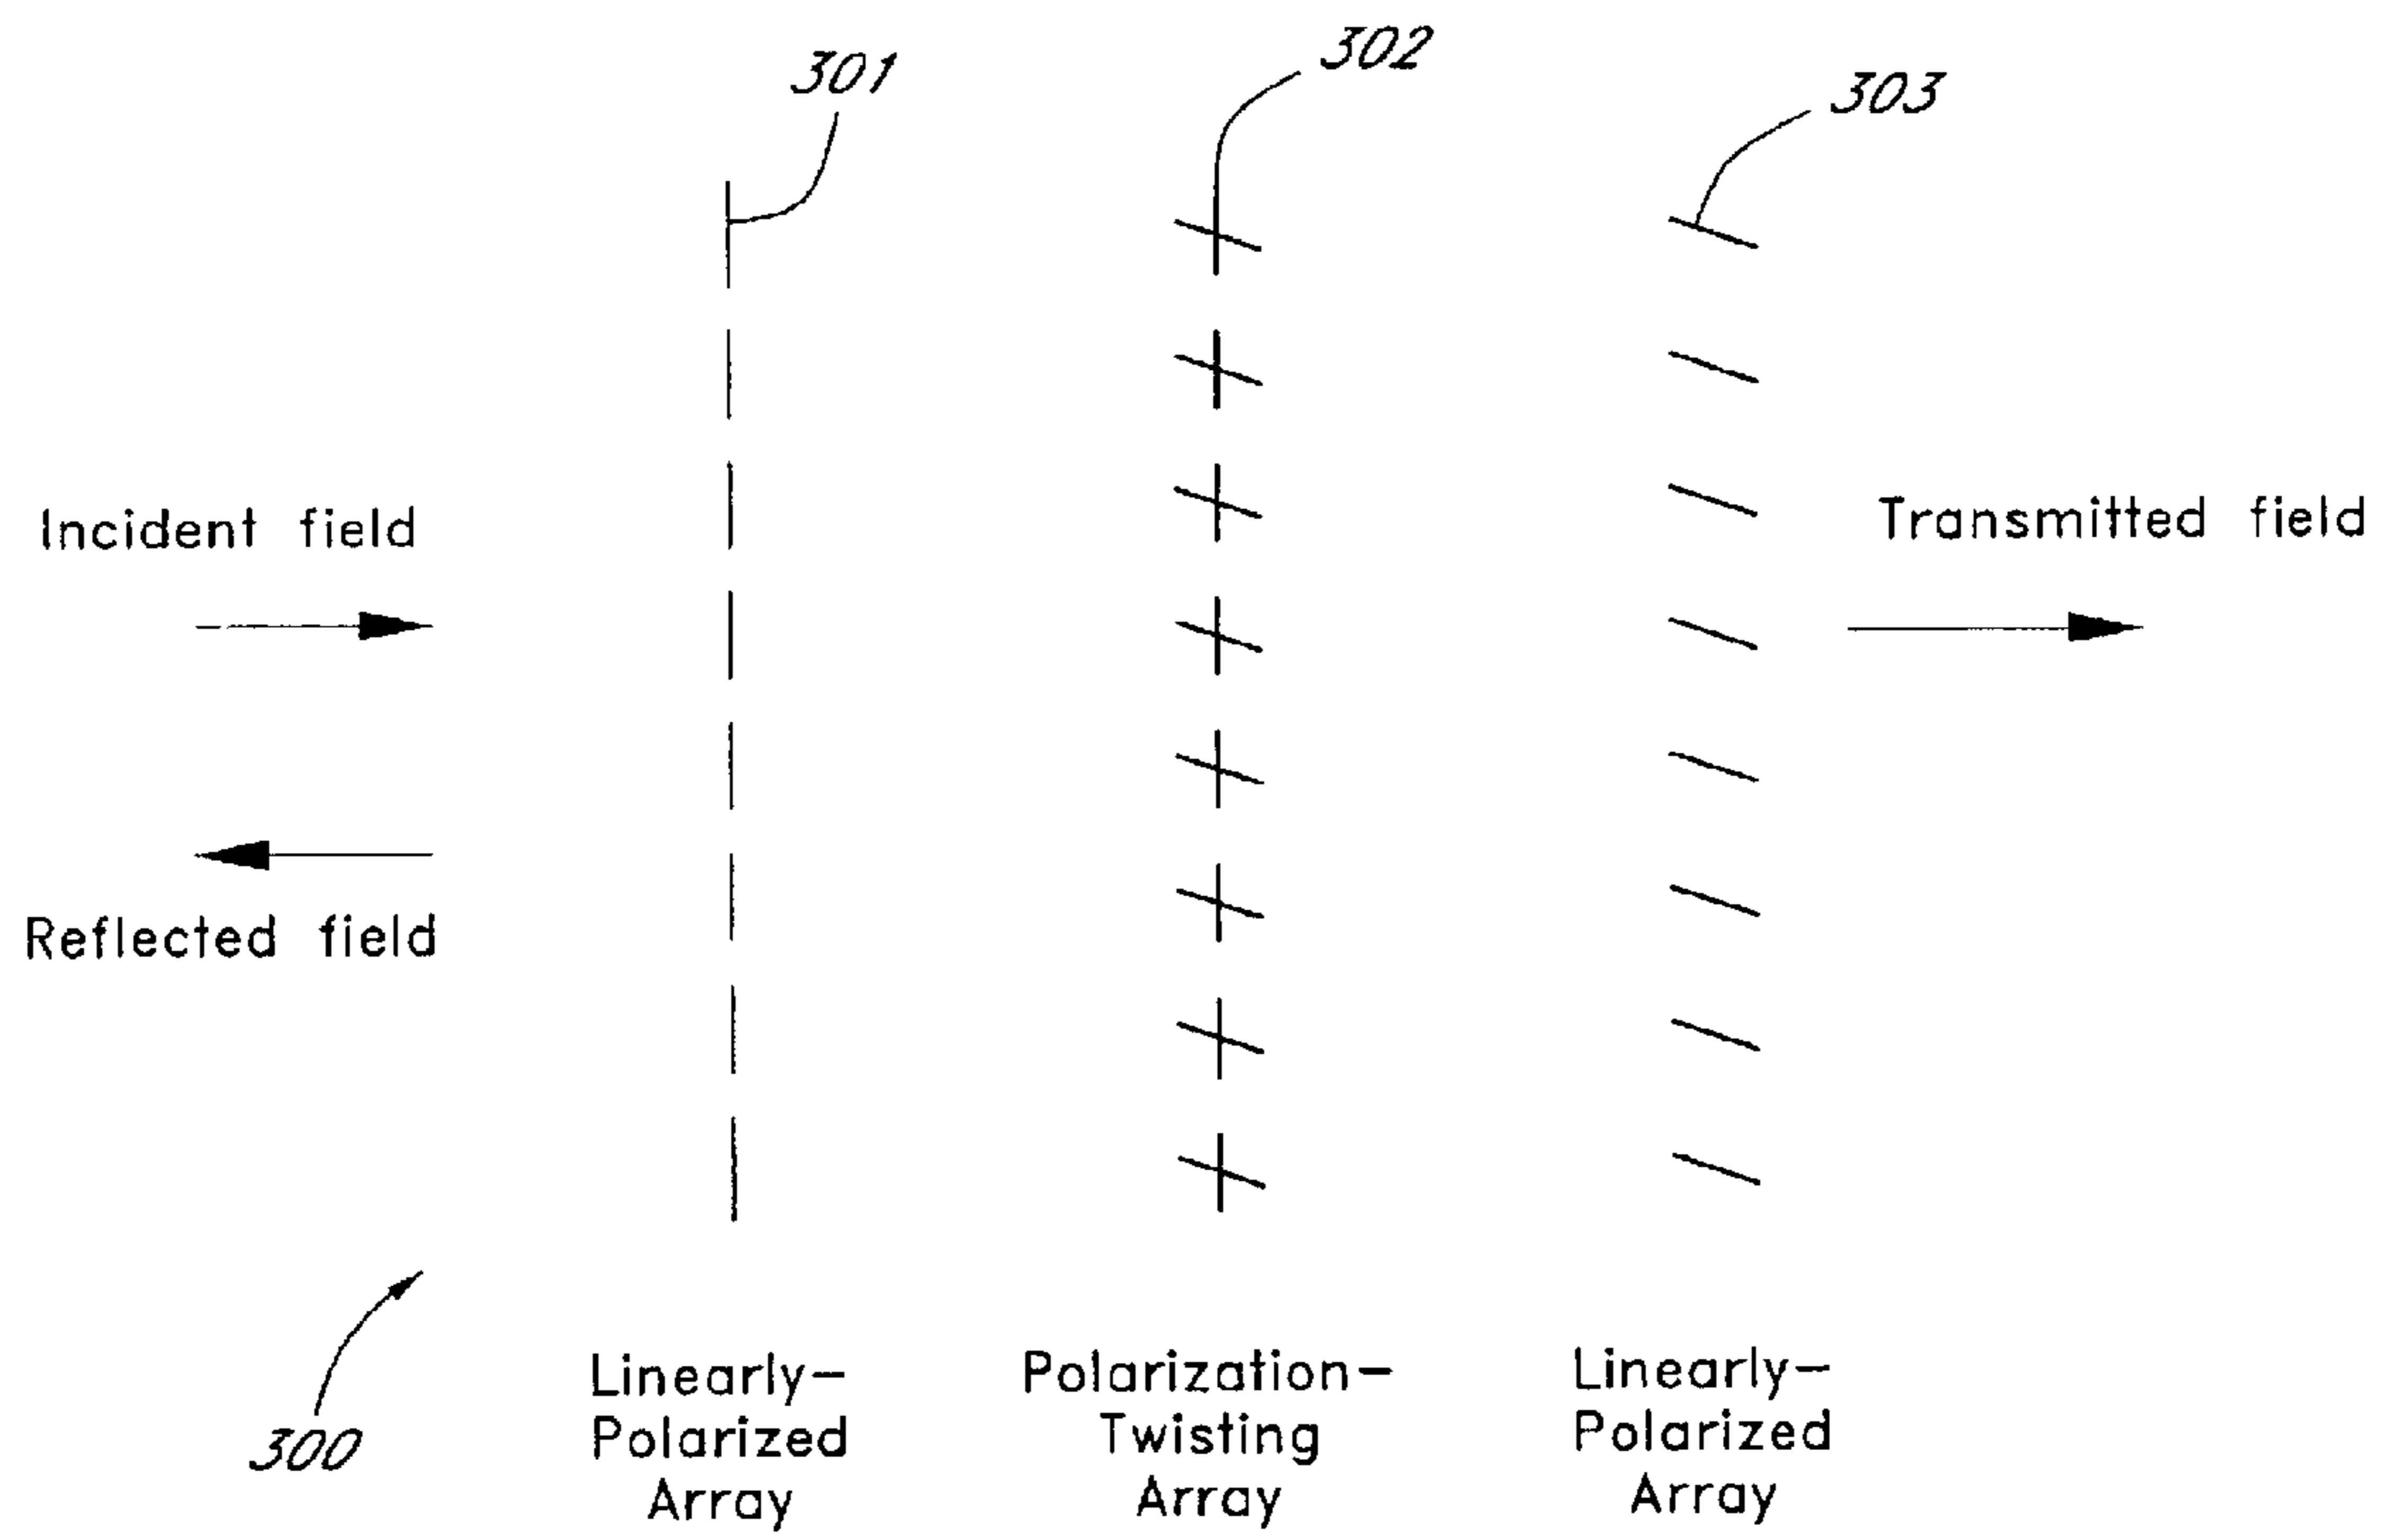 301
302
303
Incident field
Transmitted field
Reflected field
300
Linearly-
Polarized
Array
Polarization-
Twisting
Array
Linearly-
Polarized
Array